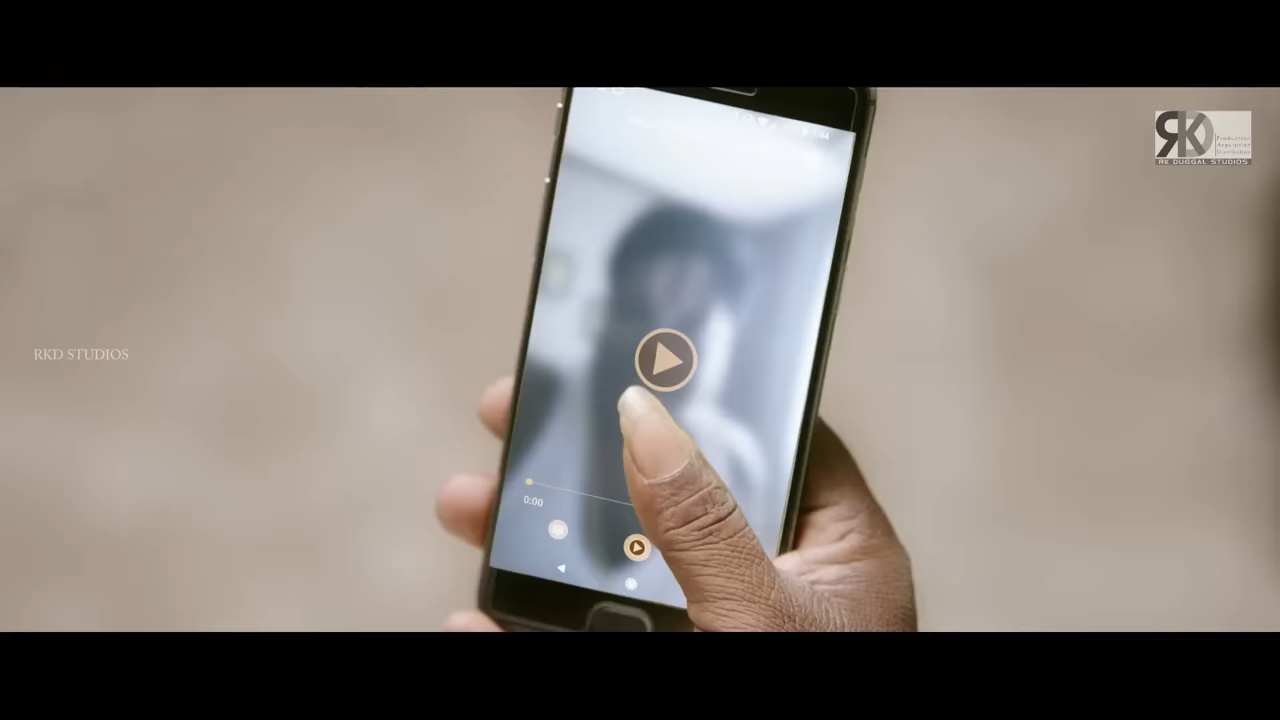 RK
Production
Acquisition
Distribution
RK DUGGAL STUDIOS
RKD STUDIOS
0:00